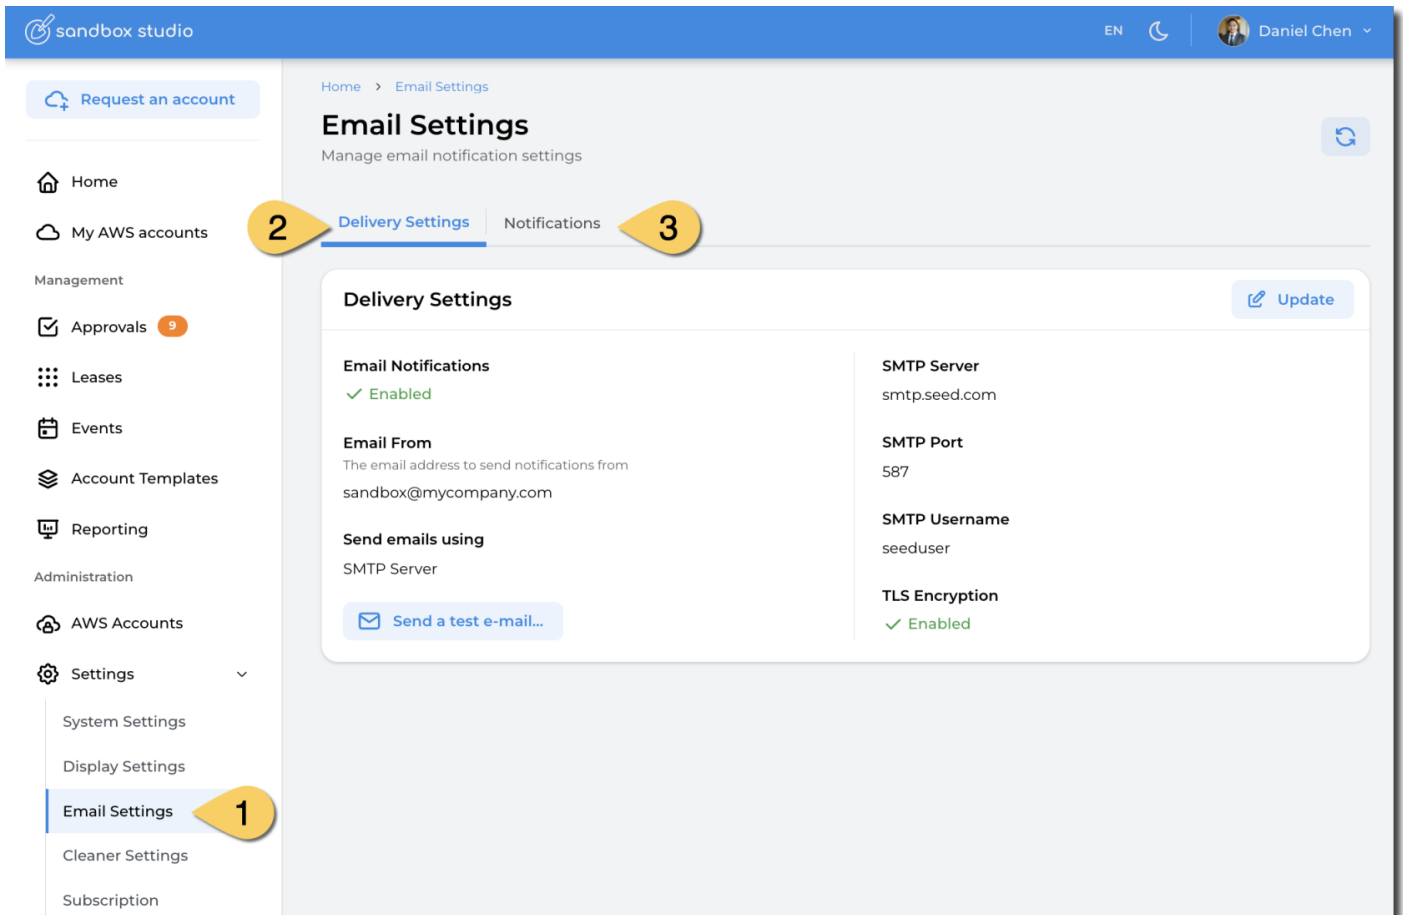 sandbox studio
EN
Daniel Chen
Request an account
Home
My AWS accounts
Management
Approvals 9
Leases
Events
Account Templates
Reporting
Administration
AWS Accounts
Settings
System Settings
Display Settings
Email Settings
1
Cleaner Settings
Subscription
Home > Email Settings
Email Settings
Manage email notification settings
2
Delivery Settings
Notifications
3
Delivery Settings
Update
Email Notifications
Enabled
Email From
The email address to send notifications from
sandbox@mycompany.com
Send emails using
SMTP Server
Send a test e-mail...
SMTP Server
smtp.seed.com
SMTP Port
587
SMTP Username
seeduser
TLS Encryption
Enabled